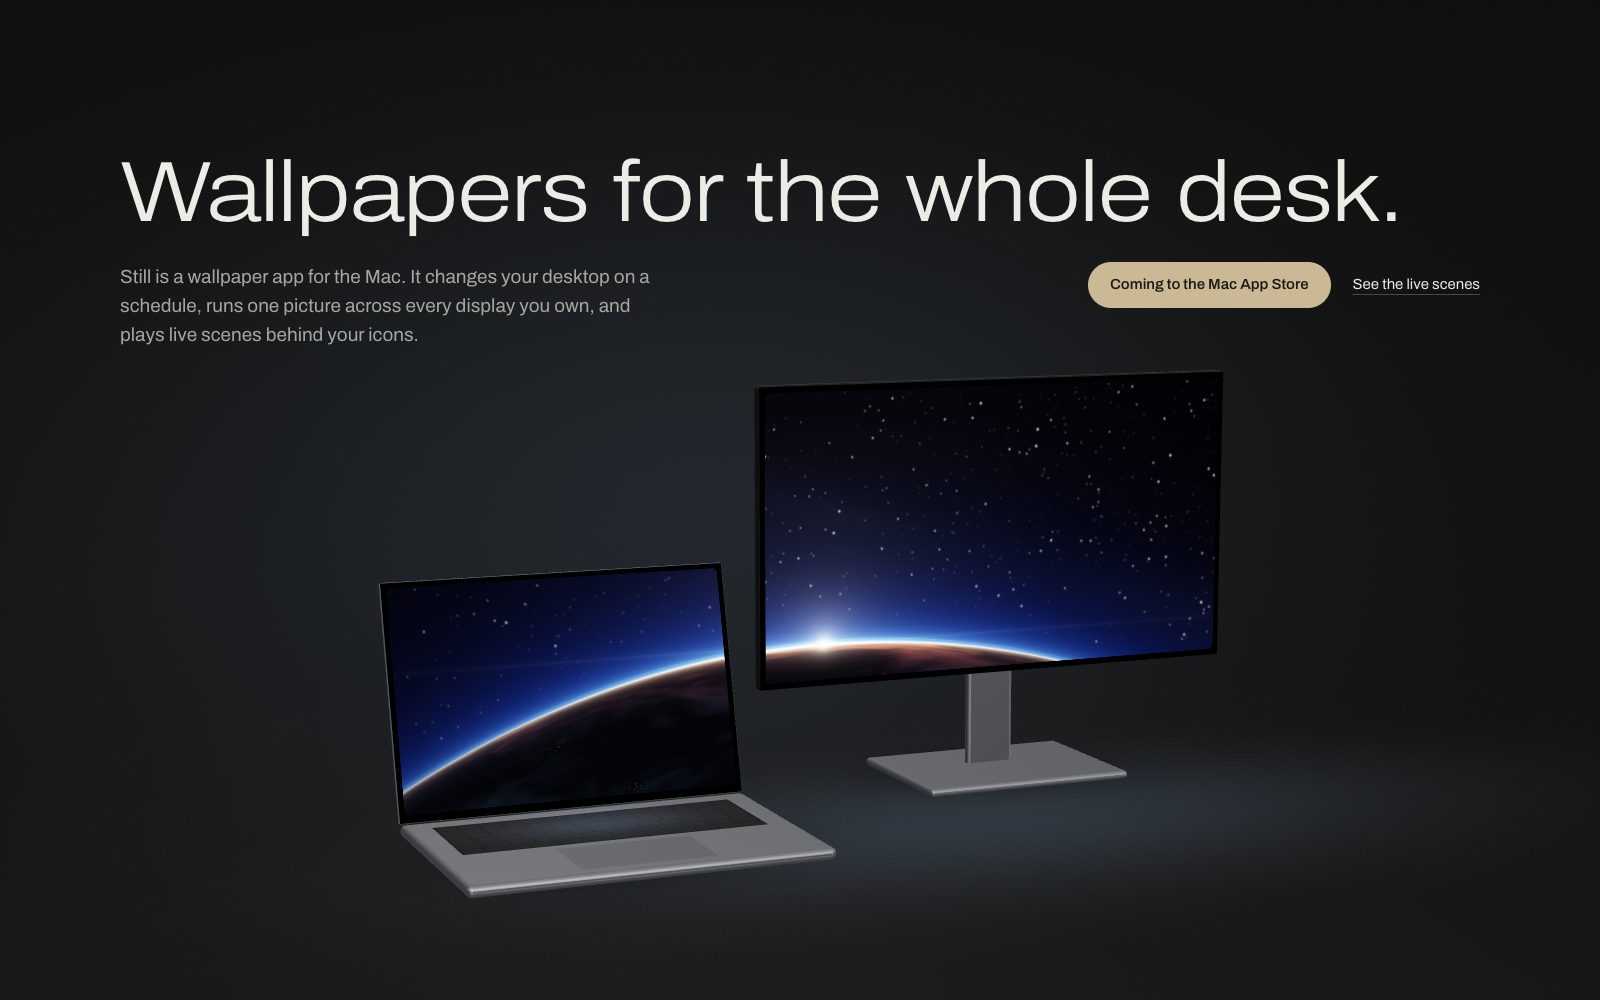 Wallpapers for the whole desk.
Still is a wallpaper app for the Mac. It changes your desktop on a
schedule, runs one picture across every display you own, and
plays live scenes behind your icons.
Coming to the Mac App Store
See the live scenes